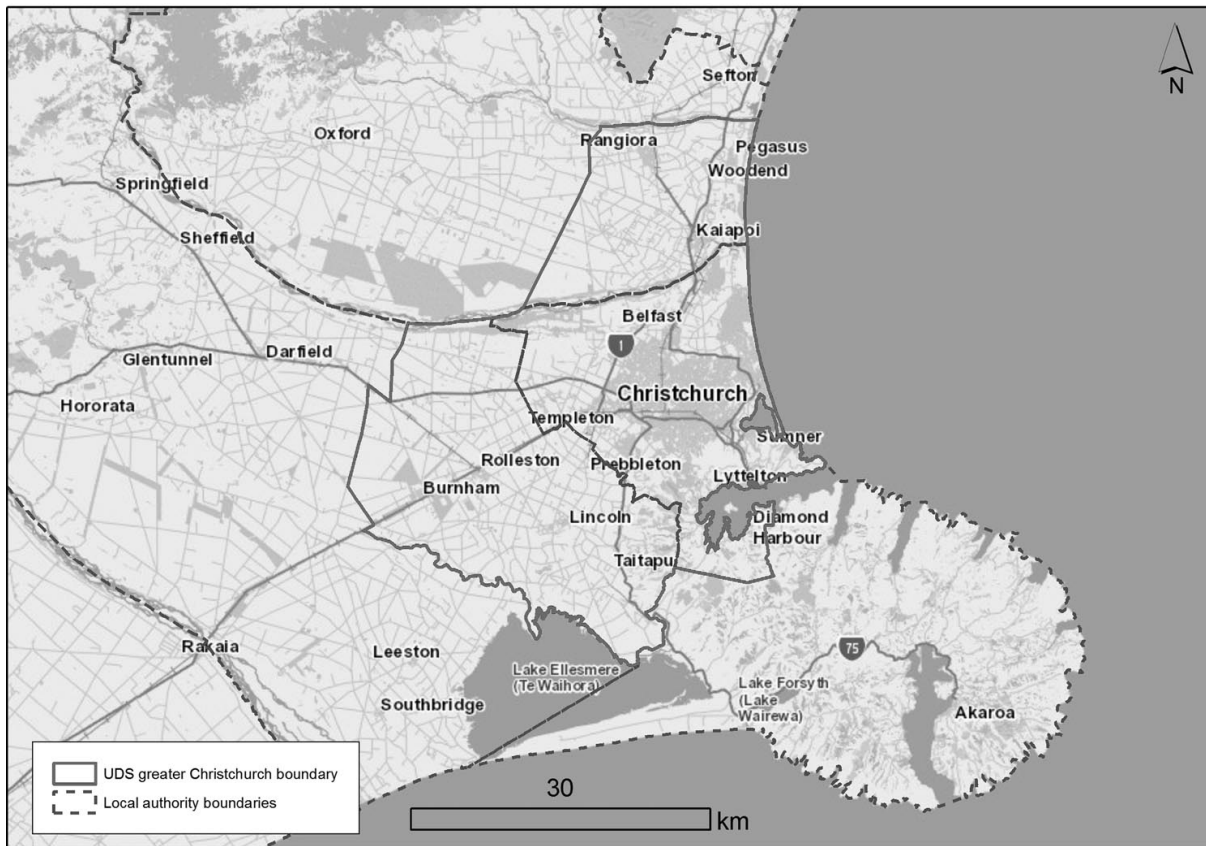 Sefton
N
Oxford
Rangiora
Pegasus
Woodend
Springfield
Kaiapoi
Sheffield
Belfast
1
Glentunnel
Darfield
Christchurch
Hororata
Templeton
Sumner
Rolleston
Prebbleton
Lyttelton
Burnham
Lincoln
Diamond
Harbour
Taitapu
Rakaia
Leeston
75
Lake Ellesmere
(Te Waihora)
Lake Forsyth
(Lake
Wairewa)
Southbridge
Akaroa
UDS greater Christchurch boundary
Local authority boundaries
30
km